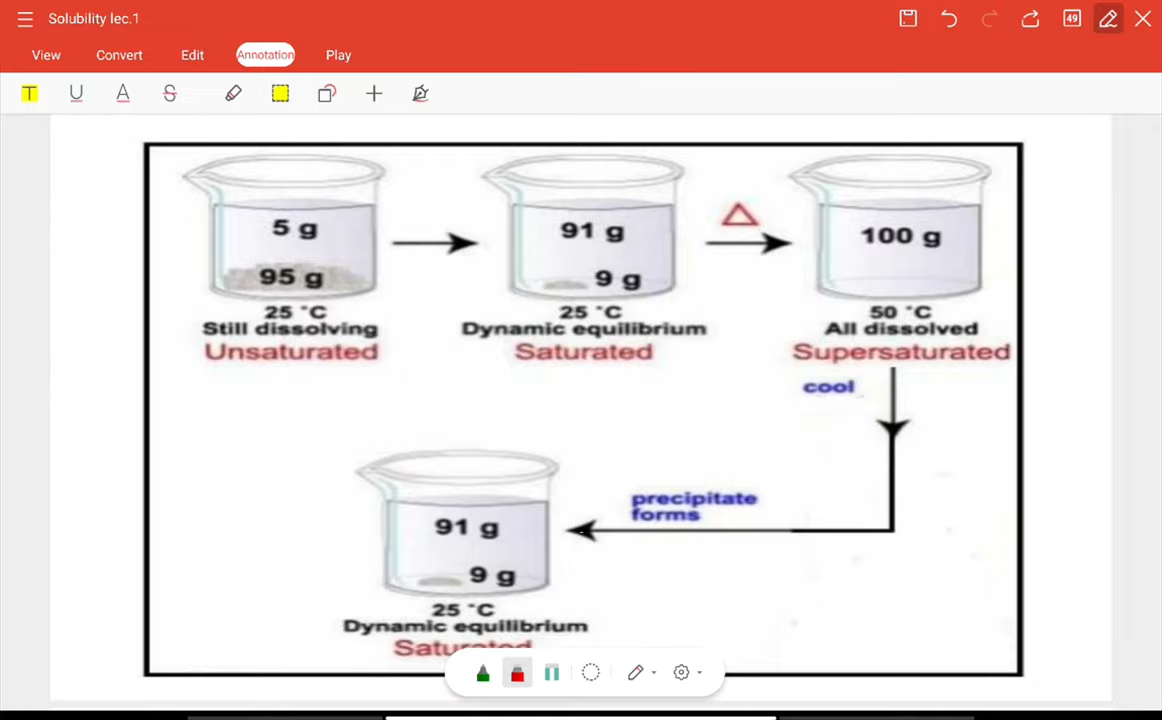 Solubility lec.1
49
View Convert Edit Annotation Play
T U A S
5 g
95 g
25 °C
Still dissolving
Unsaturated
91 g
9 g
25 °C
Dynamic equilibrium
Saturated
100 g
50 °C
All dissolved
Supersaturated
cool
precipitate
forms
91 g
9 g
25 °C
Dynamic equilibrium
Saturated